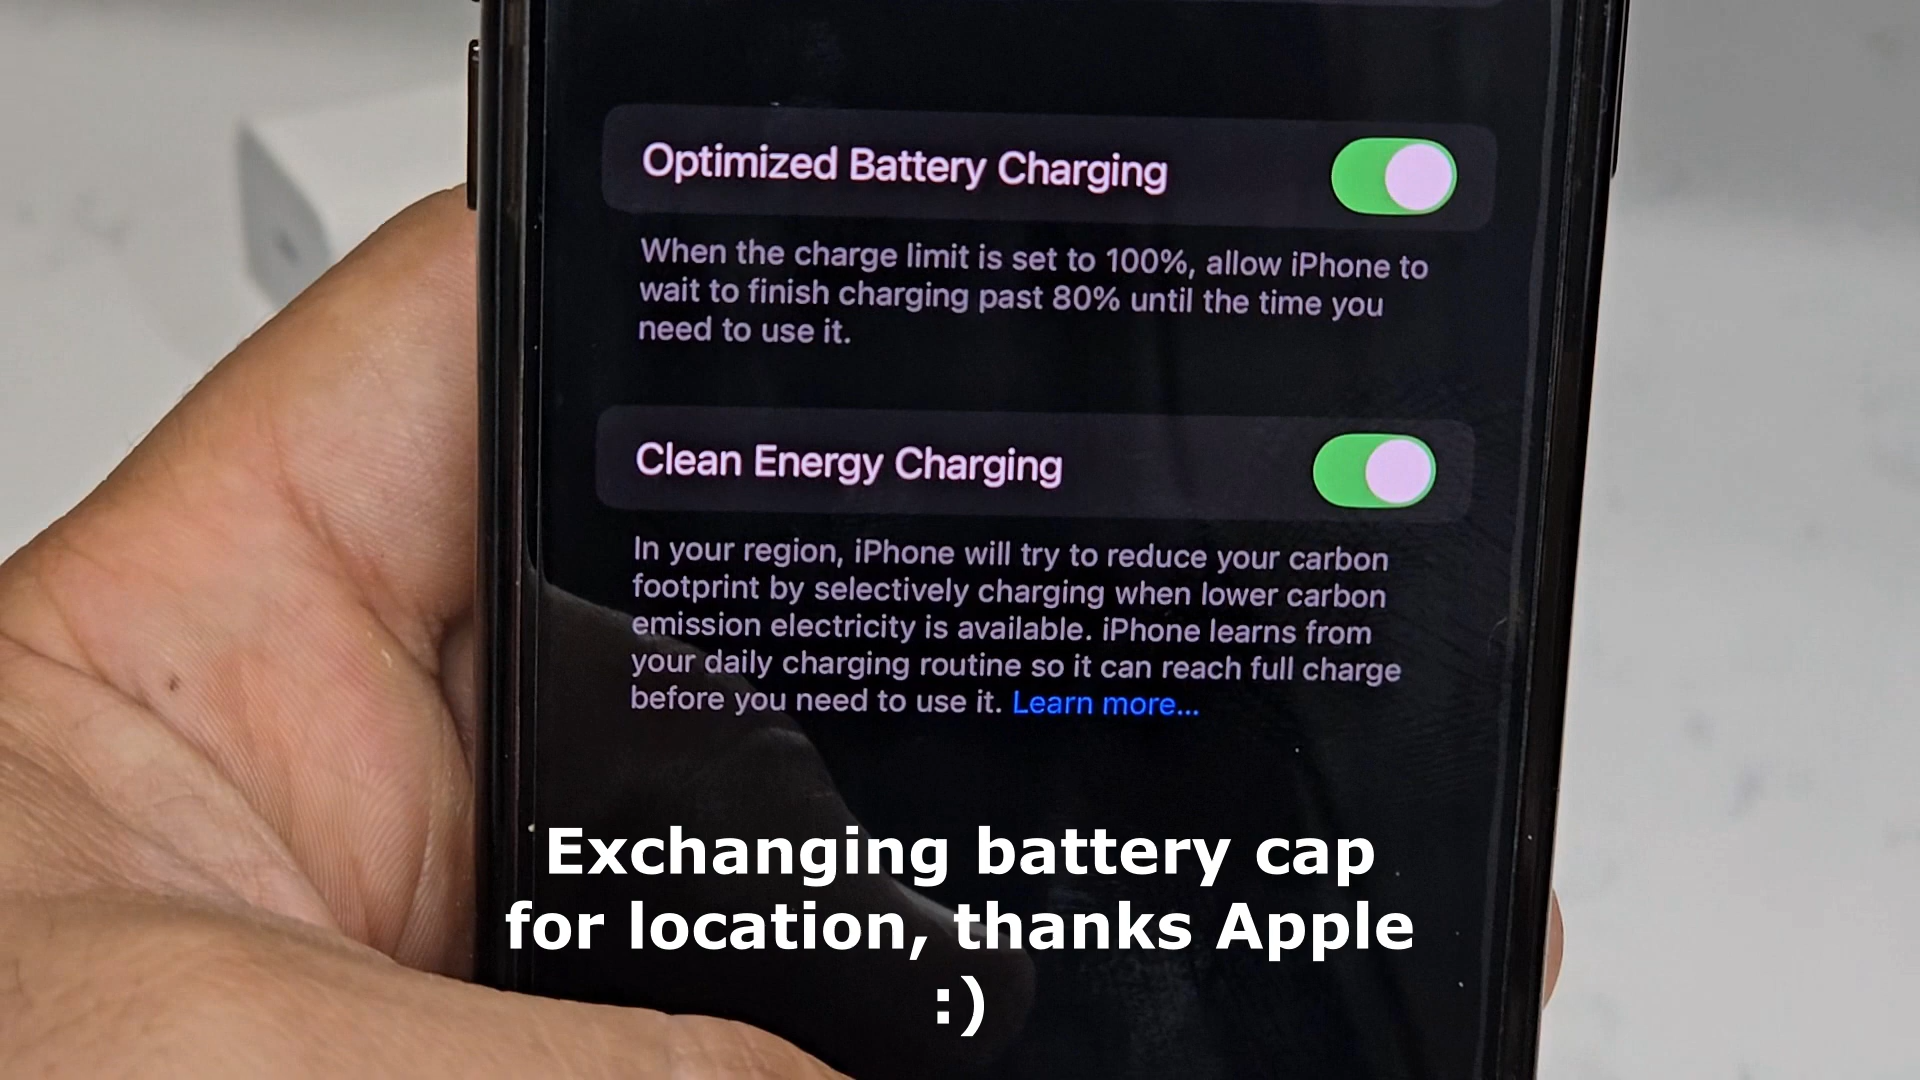 Optimized Battery Charging
When the charge limit is set to 100%, allow iPhone to
wait to finish charging past 80% until the time you
need to use it.
Clean Energy Charging
In your region, iPhone will try to reduce your carbon
footprint by selectively charging when lower carbon
emission electricity is available. iPhone learns from
your daily charging routine so it can reach full charge
before you need to use it. Learn more...
Exchanging battery cap
for location, thanks Apple
:)